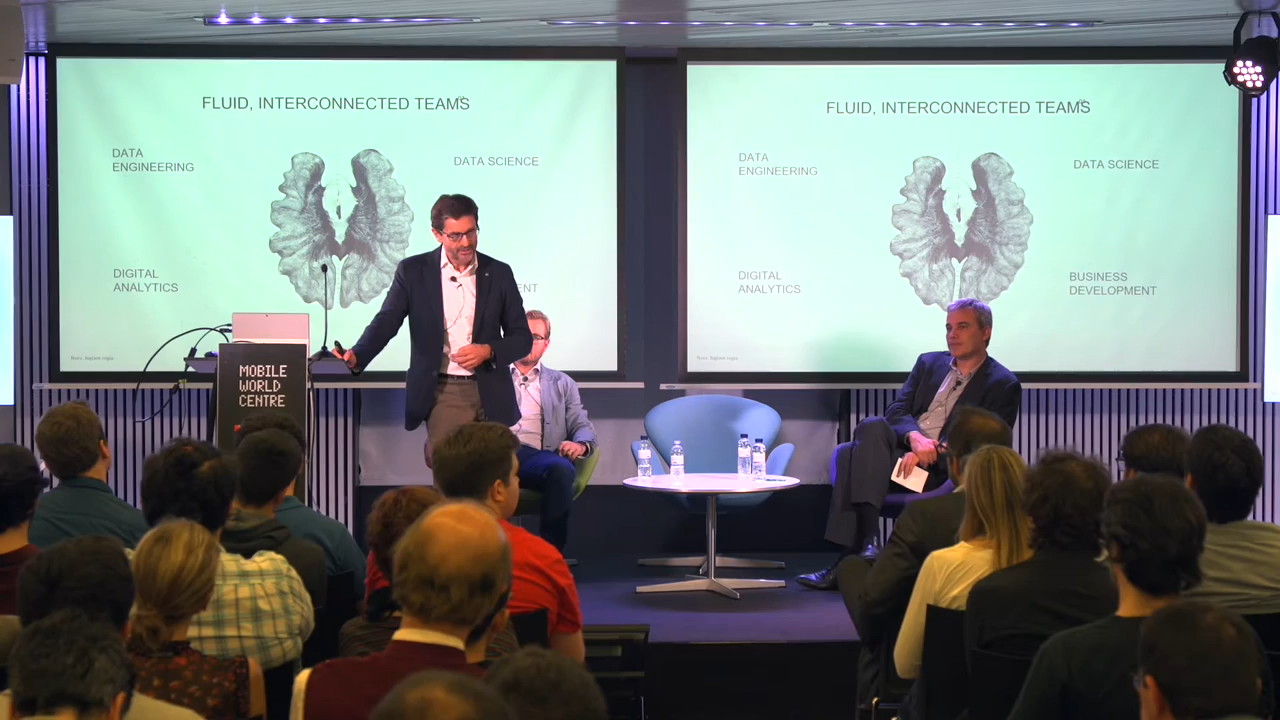 FLUID, INTERCONNECTED TEAMS
DATA
ENGINEERING
DATA SCIENCE
DIGITAL
ANALYTICS
FLUID, INTERCONNECTED TEAMS
DATA
ENGINEERING
DATA SCIENCE
DIGITAL
ANALYTICS
BUSINESS
DEVELOPMENT
MOBILE
WORLD
CENTRE